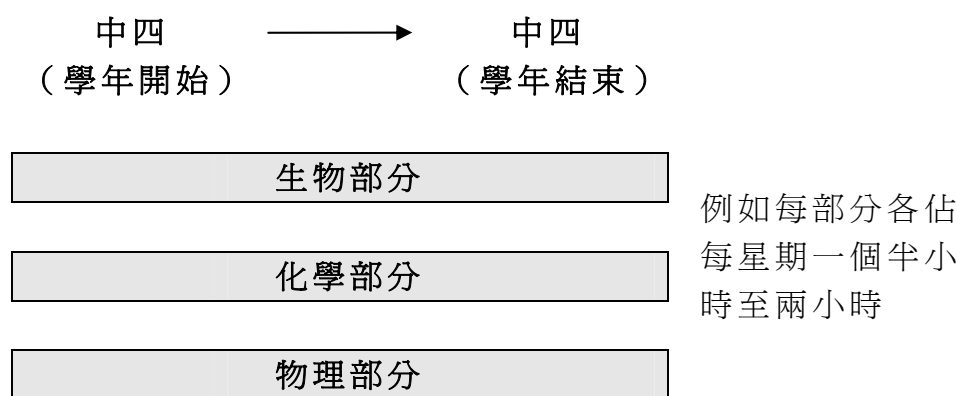 中四 中四
（學年開始） （學年結束）
生物部分
例如每部分各佔
每星期一個半小
時至兩小時
化學部分
物理部分